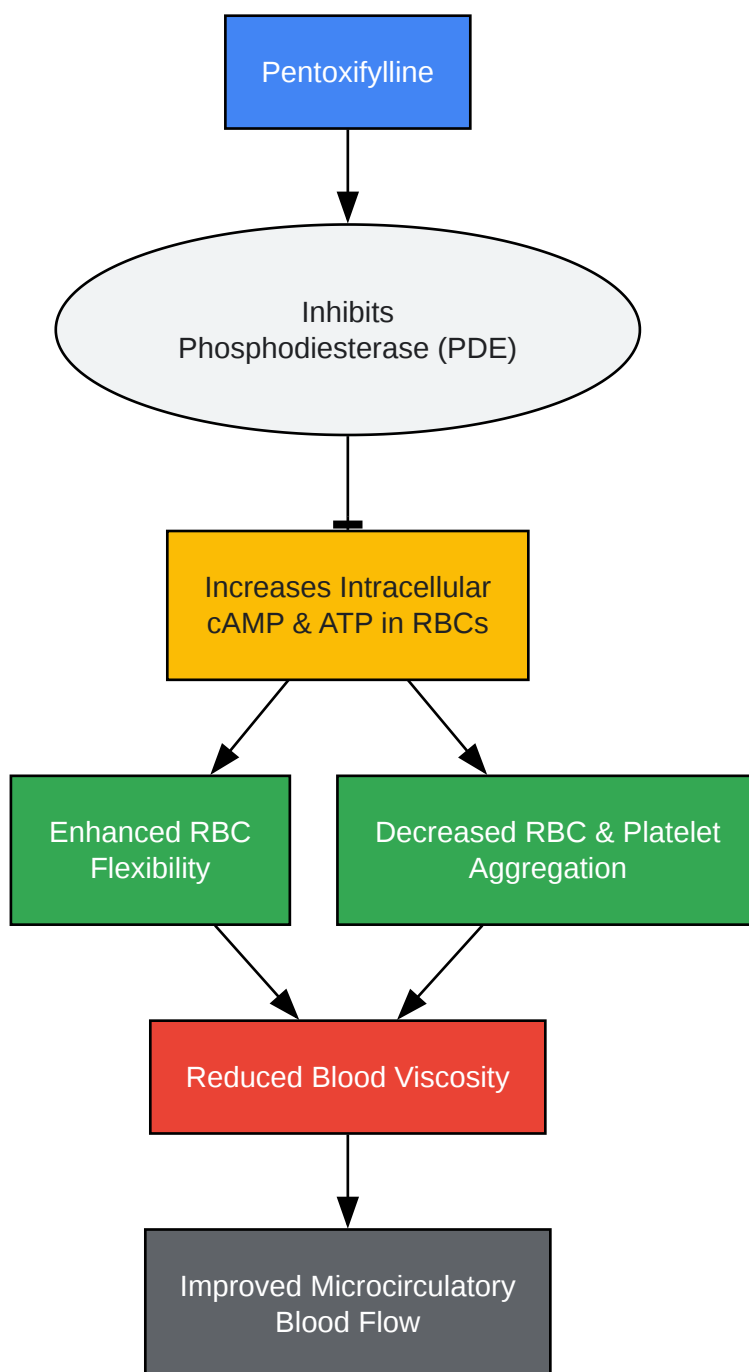 Pentoxifylline
Inhibits
Phosphodiesterase (PDE)
Increases Intracellular
cAMP & ATP in RBCs
Enhanced RBC
Flexibility
Decreased RBC & Platelet
Aggregation
Reduced Blood Viscosity
Improved Microcirculatory
Blood Flow